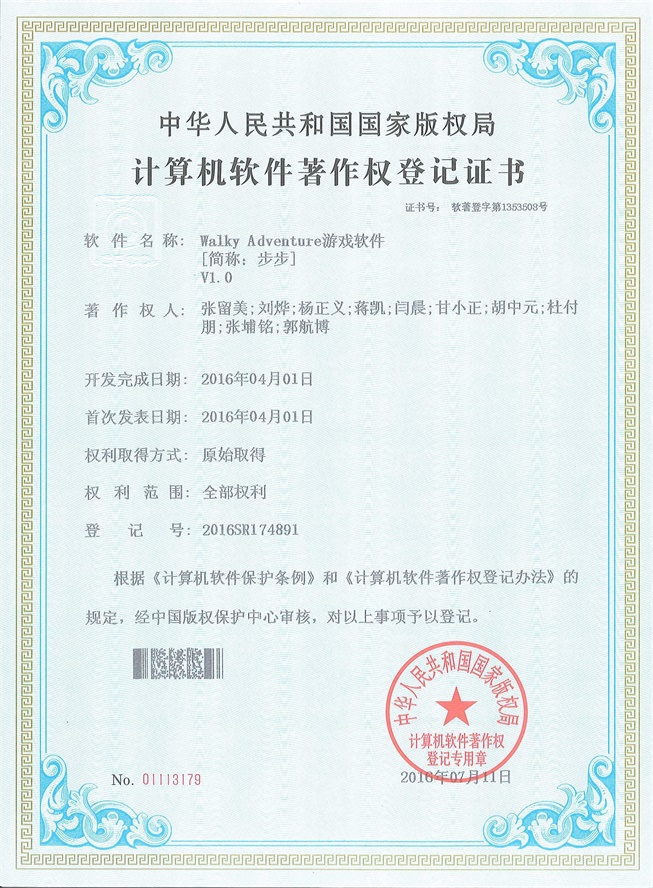 中华人民共和国国家版权局
计算机软件著作权登记证书
证书号： 软著登字第1353508号
软件名称： Walky Adventure游戏软件
[简称：步步]
V1.0
著作权人： 张留美;刘烨;杨正义;蒋凯;闫晨;甘小正;胡中元;杜付
朋;张埔铭;郭航博
开发完成日期： 2016年04月01日
首次发表日期： 2016年04月01日
权利取得方式： 原始取得
权利范围： 全部权利
登记号： 2016SR174891
根据《计算机软件保护条例》和《计算机软件著作权登记办法》的
规定，经中国版权保护中心审核，对以上事项予以登记。
中华人民共和国国家版权局
计算机软件著作权
登记专用章
No. 01113179
2016年07月11日